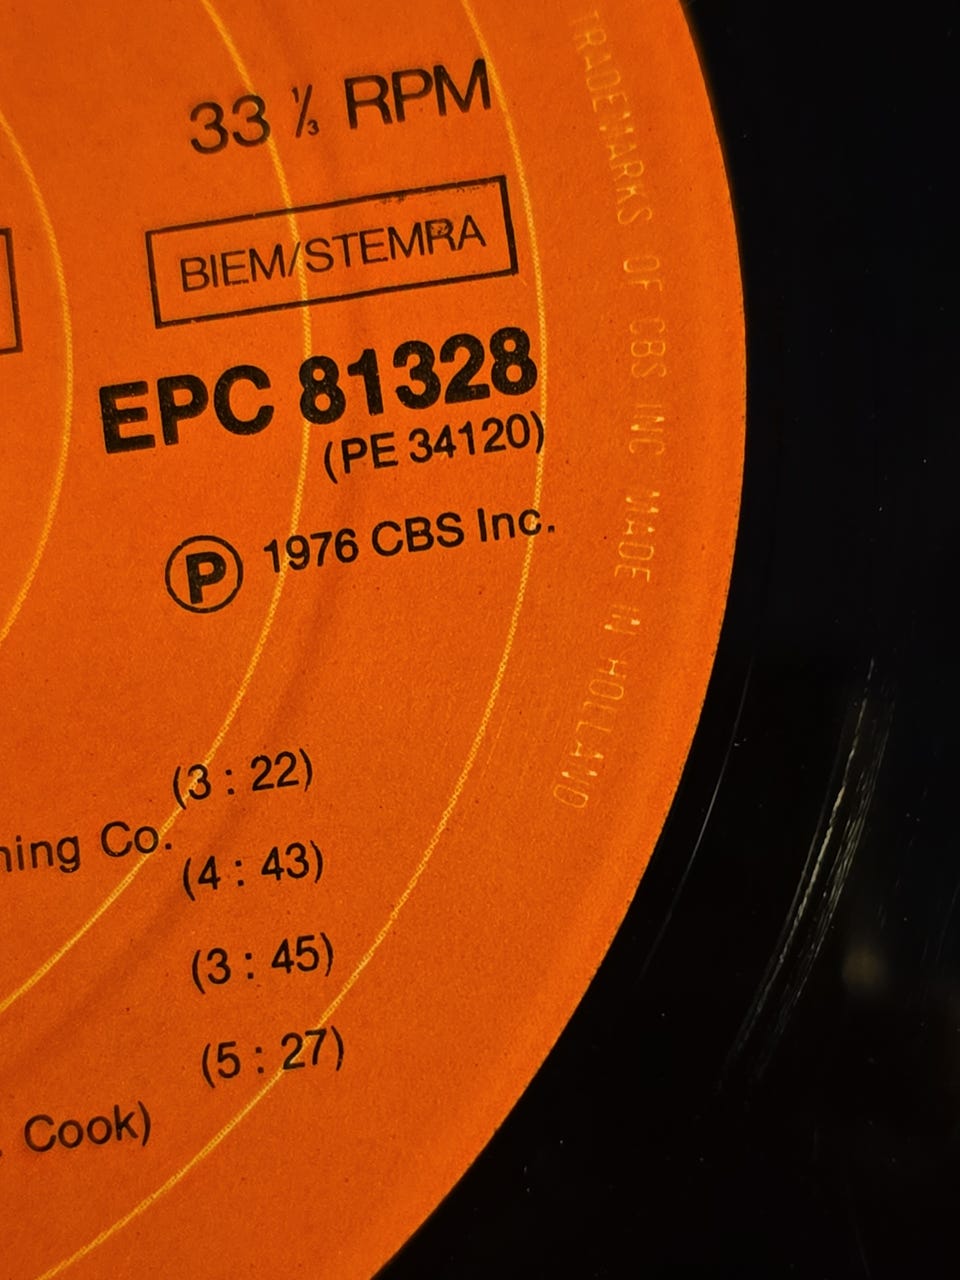 33 ⅓ RPM
BIEM/STEMRA
EPC 81328
(PE 34120)
Ⓟ 1976 CBS Inc.
(3 : 22)
ning Co.
(4 : 43)
(3 : 45)
(5 : 27)
. Cook)
TRADEMARKS OF CBS INC MADE IN HOLLAND